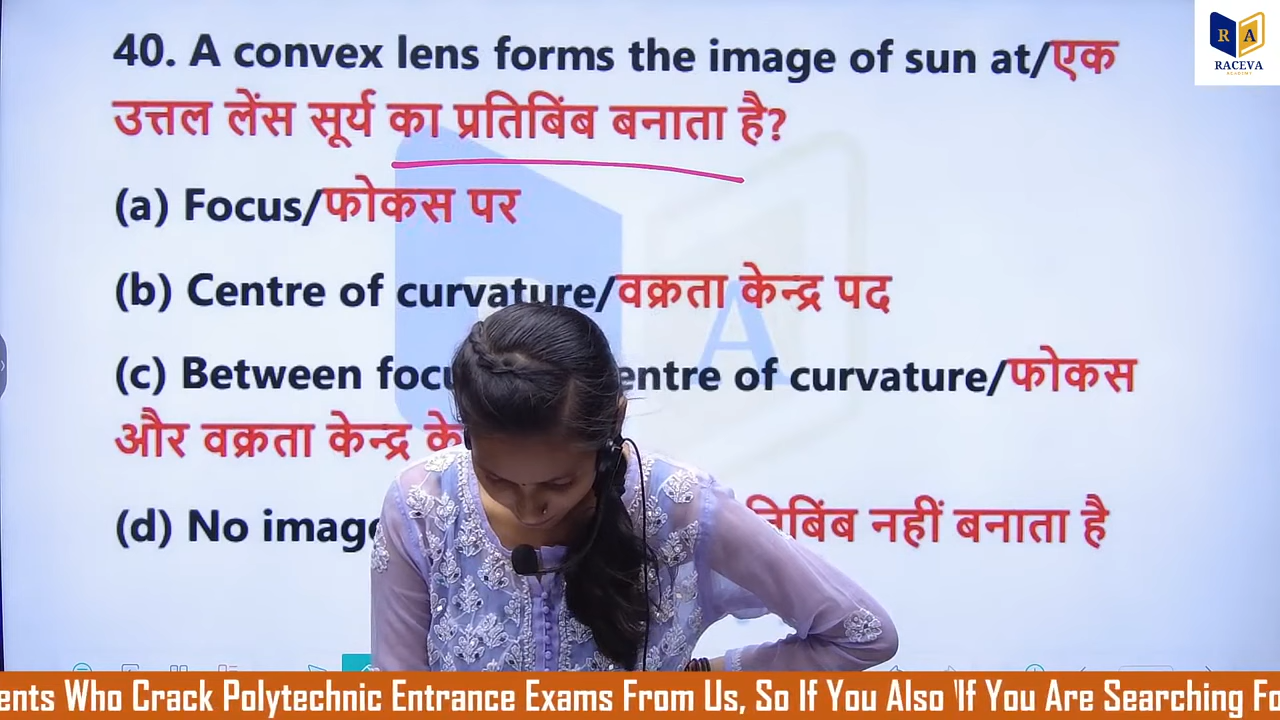 40. A convex lens forms the image of sun at/एक
उत्तल लेंस सूर्य का प्रतिबिंब बनाता है?
(a) Focus/फोकस पर
(b) Centre of curvature/वक्रता केन्द्र पद
(c) Between entre of curvature/फोकस
और वक्रता केन्द्र के
(d) No image नहीं बनाता है
R A
RACEVA
ACADEMY
ents Who Crack Polytechnic Entrance Exams From Us, So If You Also 'If You Are Searching Fo